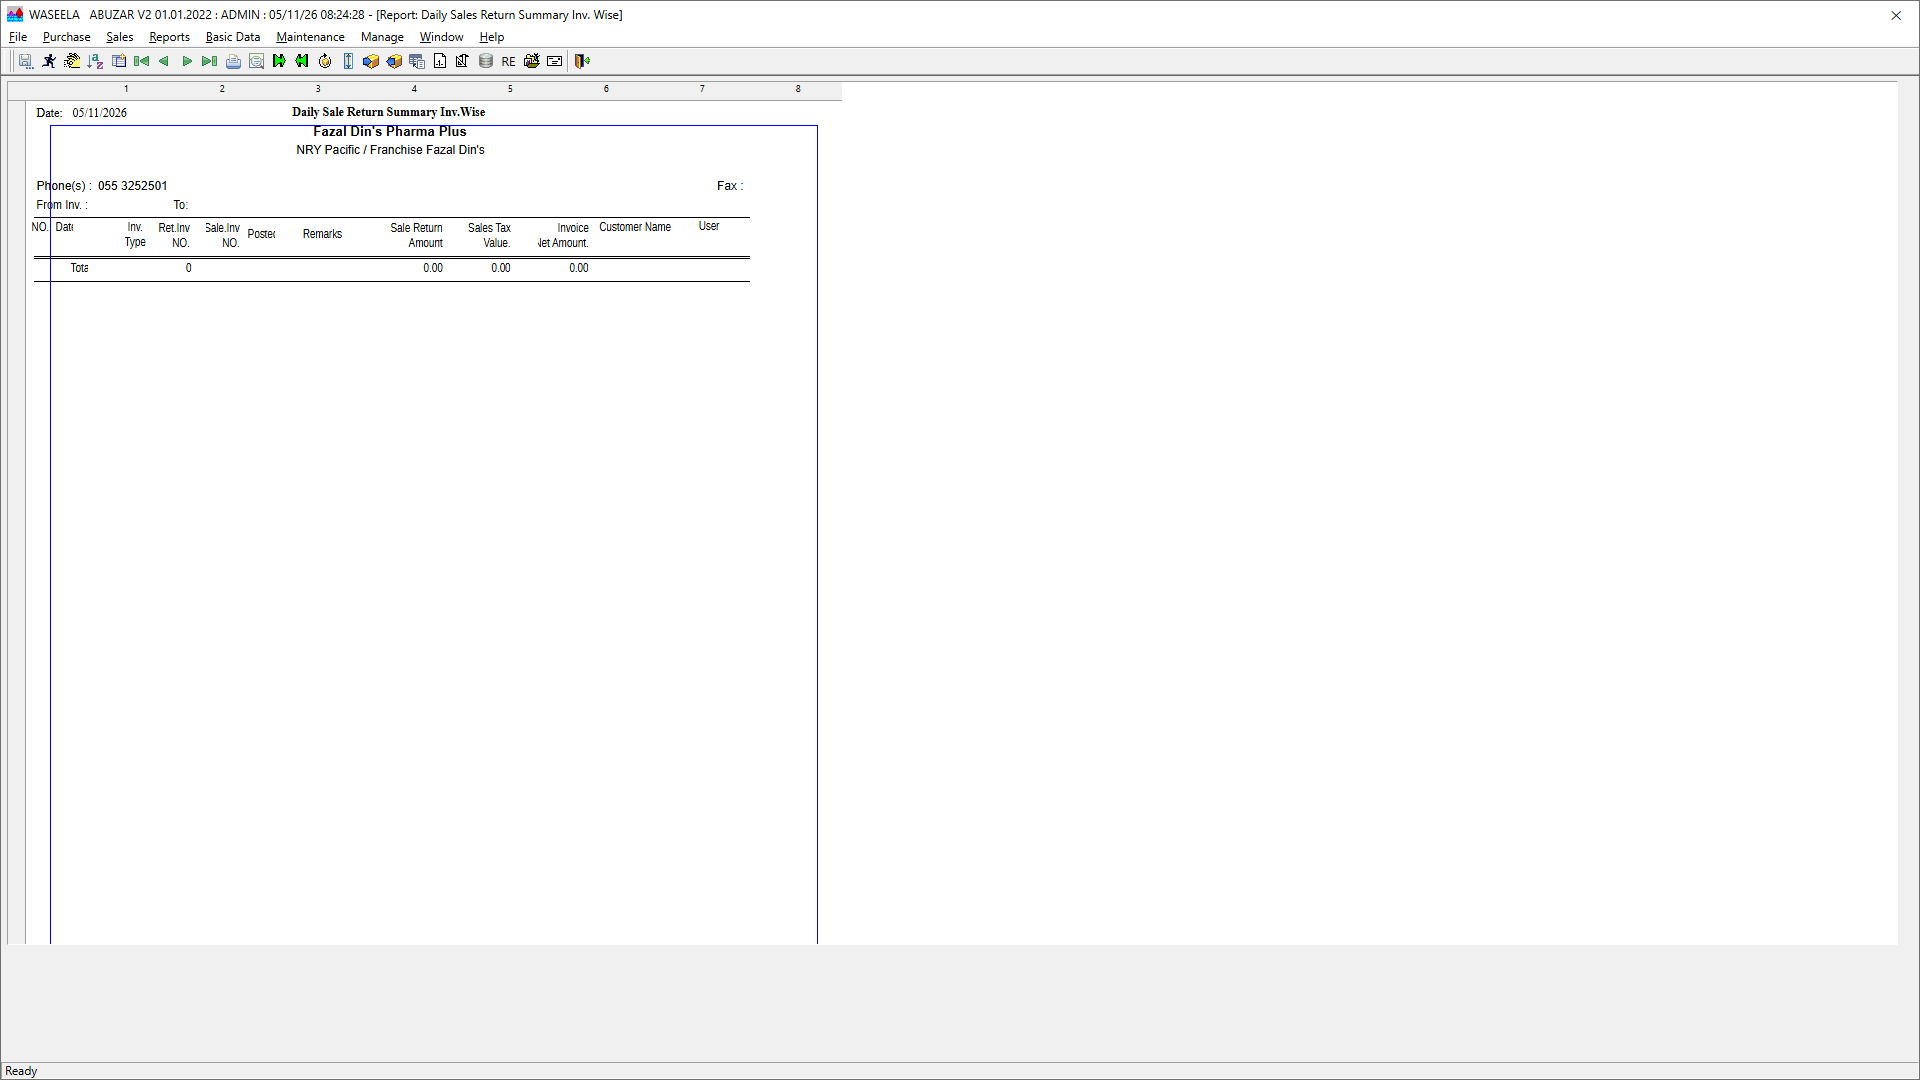 WASEELA ABUZAR V2 01.01.2022 : ADMIN : 05/11/26 08:24:28 - [Report: Daily Sales Return Summary Inv. Wise]
File Purchase Sales Reports Basic Data Maintenance Manage Window Help
RE
1 2 3 4 5 6 7 8
Date: 05/11/2026 Daily Sale Return Summary Inv.Wise
Fazal Din's Pharma Plus
NRY Pacific / Franchise Fazal Din's
Phone(s) : 055 3252501 Fax :
From Inv. : To:
NO. Date Inv. Ret.Inv Sale.Inv Posted Remarks Sale Return Sales Tax Invoice Customer Name User
Type NO. NO. Amount Value. Net Amount.
Total 0 0.00 0.00 0.00
Ready